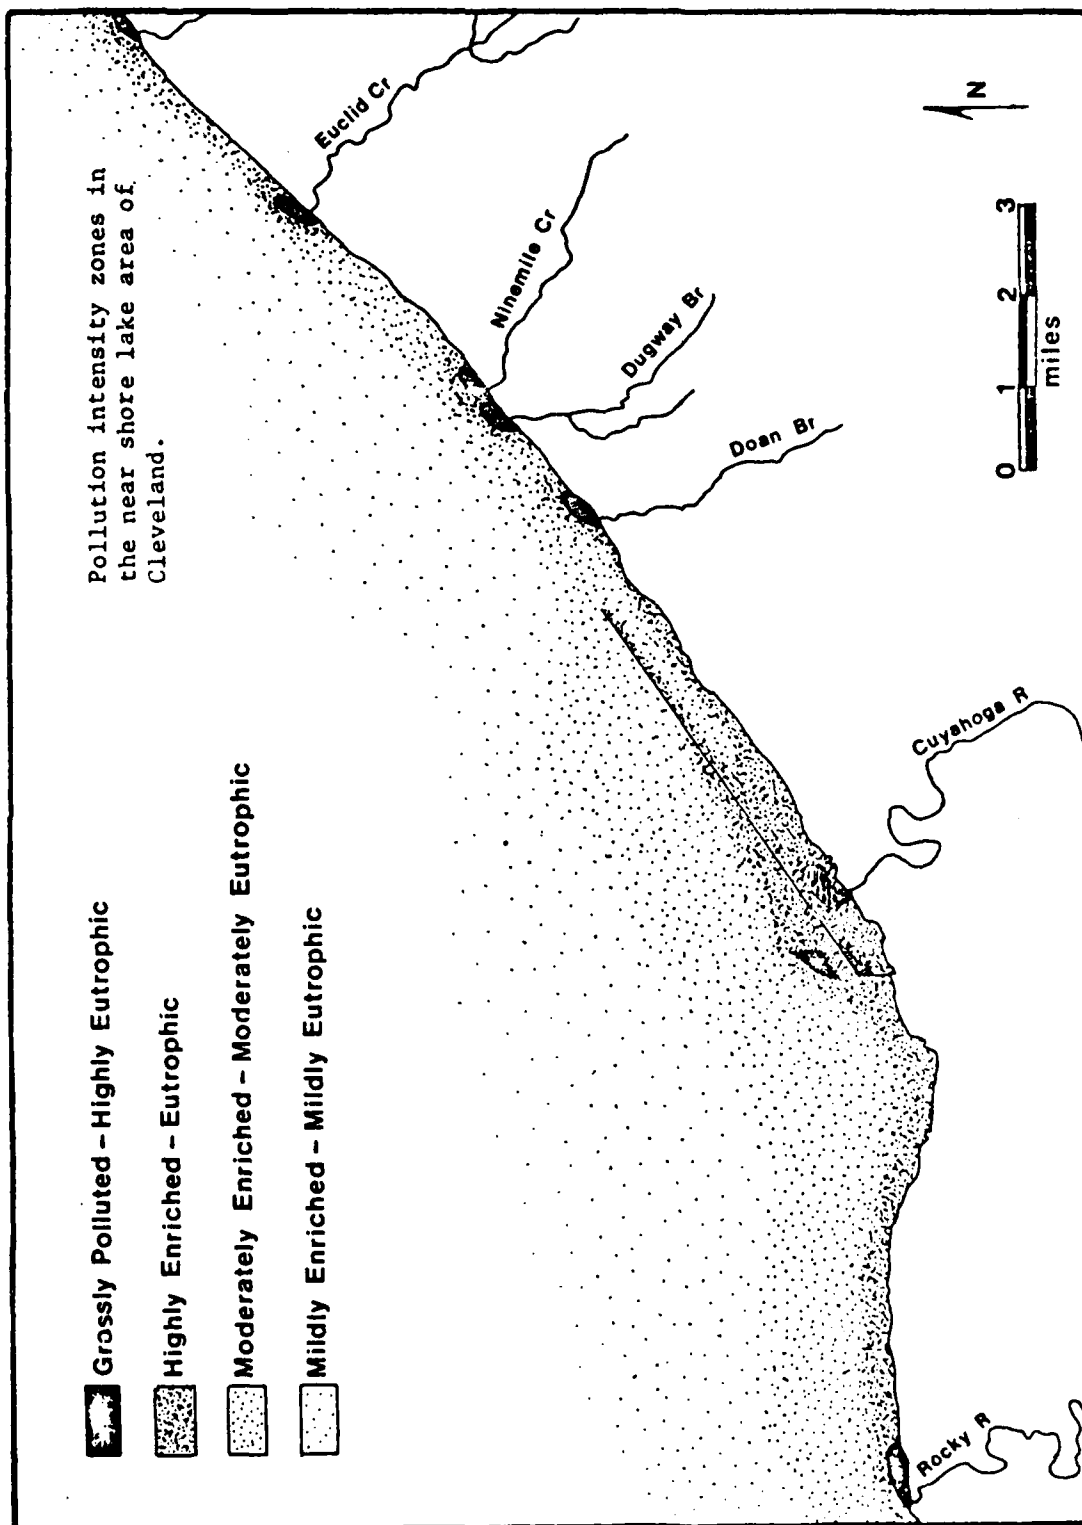 Pollution intensity zones in
the near shore lake area of
Cleveland.
Grossly Polluted - Highly Eutrophic
Highly Enriched - Eutrophic
Moderately Enriched - Moderately Eutrophic
Mildly Enriched - Mildly Eutrophic
Euclid Cr
Ninemile Cr
Dugway Br
Doan Br
Cuyahoga R
Rocky R
N
0 1 2 3
miles